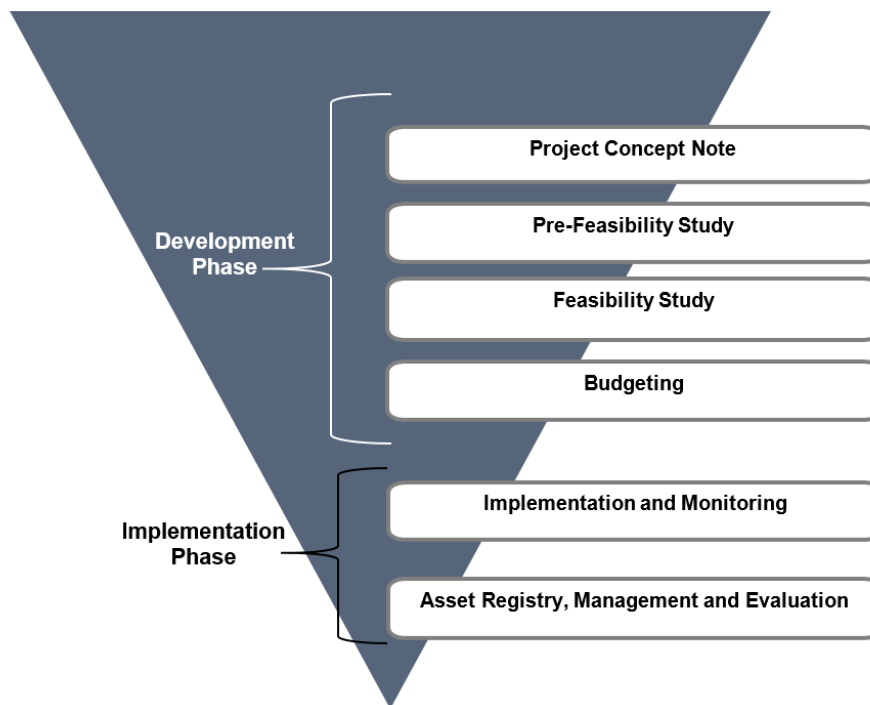 Project Concept Note
Pre-Feasibility Study
Development
Phase
Feasibility Study
Budgeting
Implementation and Monitoring
Implementation
Phase
Asset Registry, Management and Evaluation